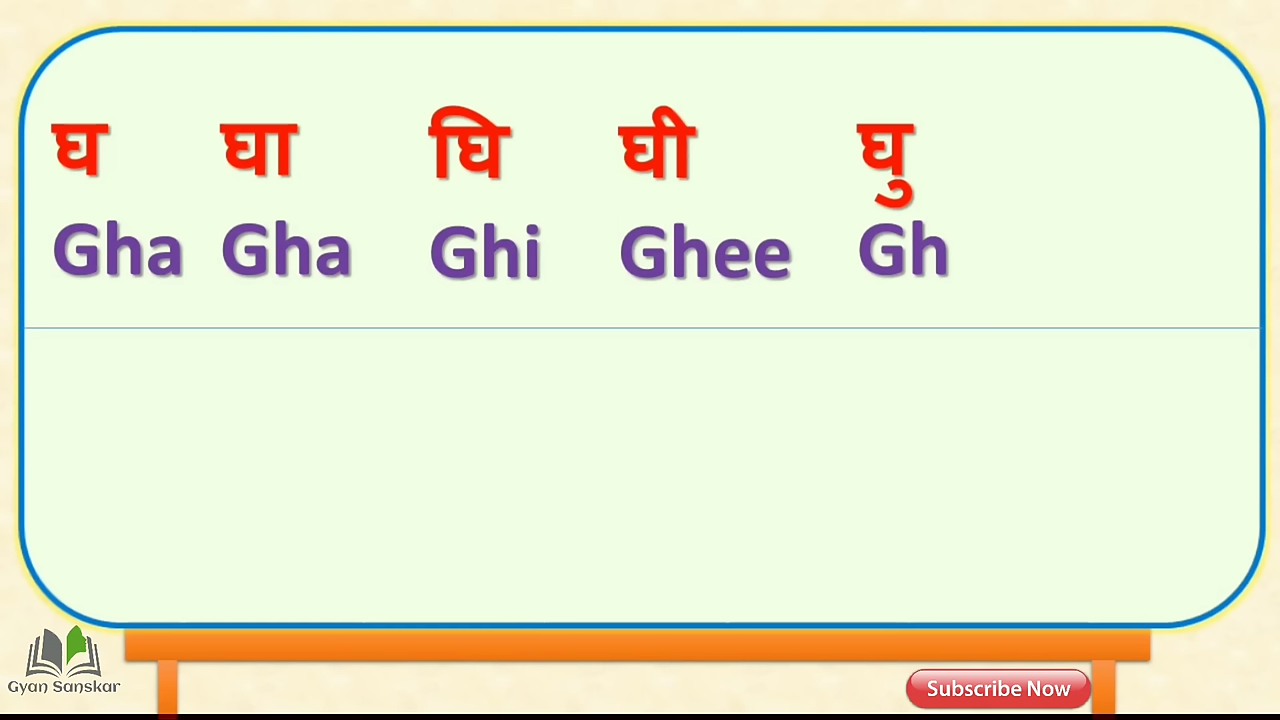 घ घा घि घी घु
Gha Gha Ghi Ghee Gh
Gyan Sanskar
Subscribe Now